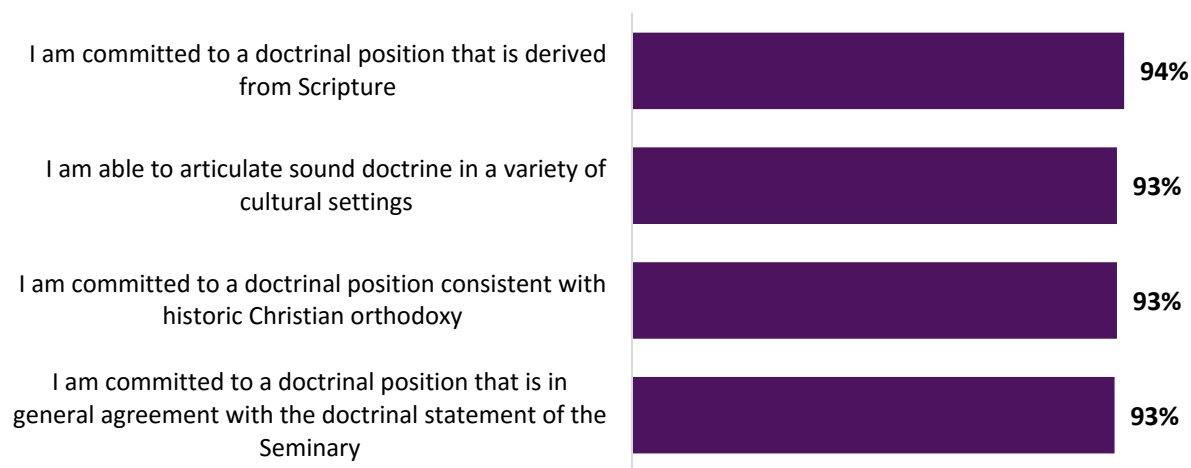 I am committed to a doctrinal position that is derived
from Scripture
94%
I am able to articulate sound doctrine in a variety of
cultural settings
93%
I am committed to a doctrinal position consistent with
historic Christian orthodoxy
93%
I am committed to a doctrinal position that is in
general agreement with the doctrinal statement of the
Seminary
93%